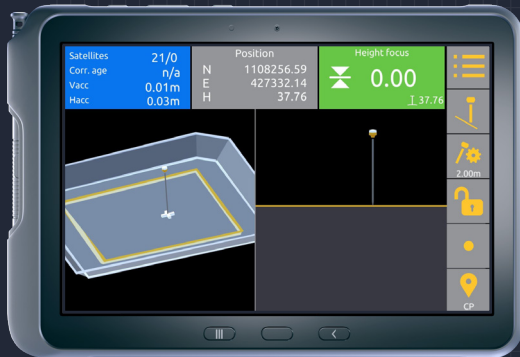 Satellites 21/0
Corr. age n/a
Vacc 0.01m
Hacc 0.03m
Position
N 1108256.59
E 427332.14
H 37.76
Height focus
0.00
37.76
2.00m
CP